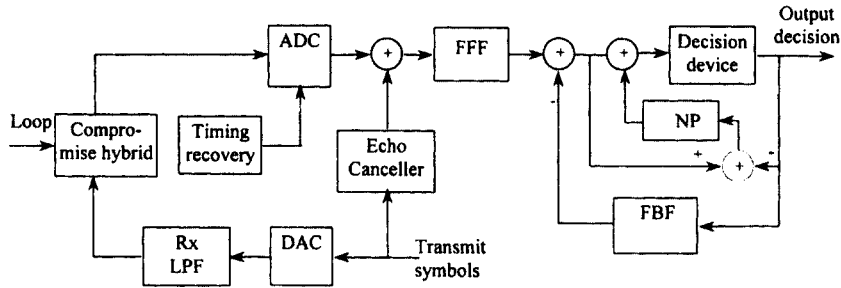 Output
decision
ADC
+
FFF
+
+
Decision
device
-
Loop
Compro-
mise hybrid
Timing
recovery
Echo
Canceller
NP
+
-
+
FBF
Rx
LPF
DAC
Transmit
symbols